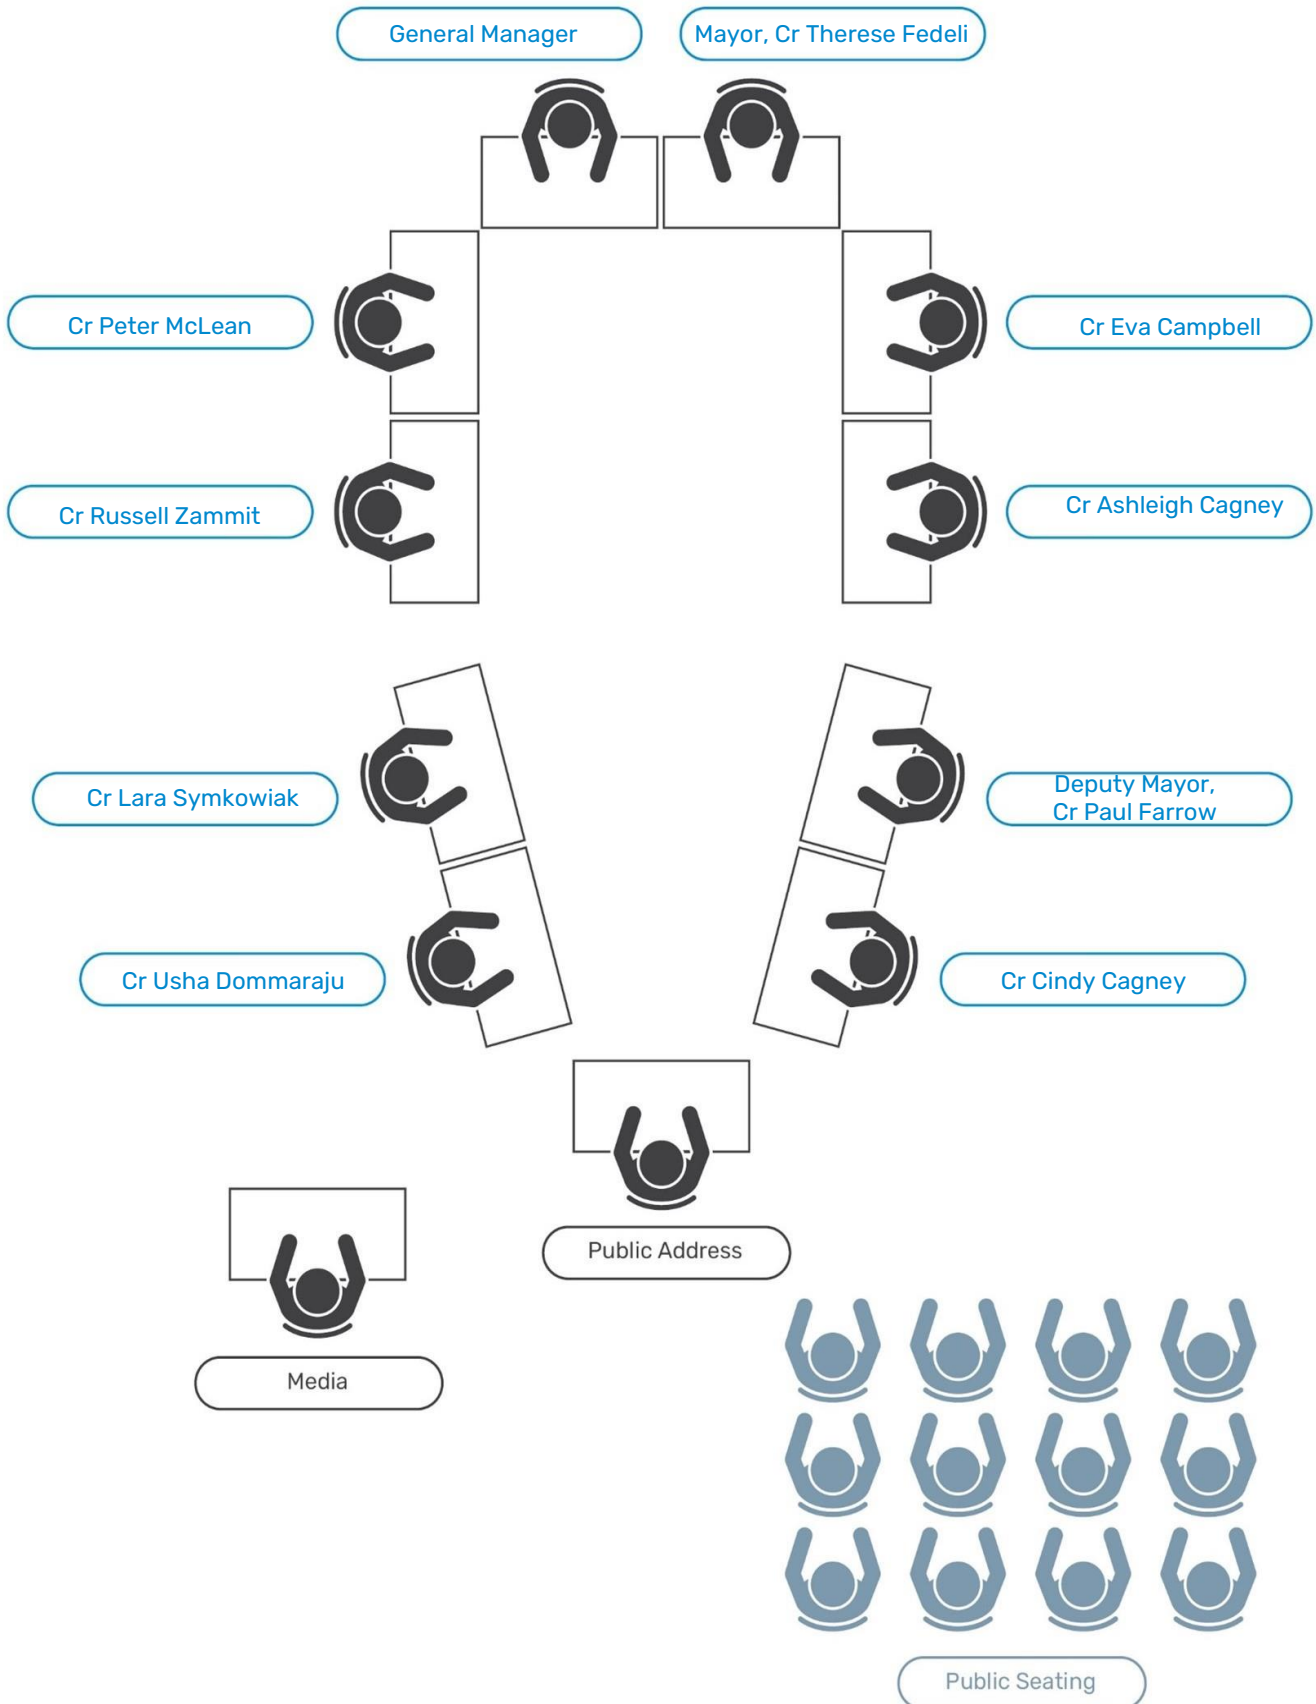 General Manager
Mayor, Cr Therese Fedeli
Cr Peter McLean
Cr Eva Campbell
Cr Russell Zammit
Cr Ashleigh Cagney
Cr Lara Symkowiak
Deputy Mayor,
Cr Paul Farrow
Cr Usha Dommaraju
Cr Cindy Cagney
Public Address
Media
Public Seating